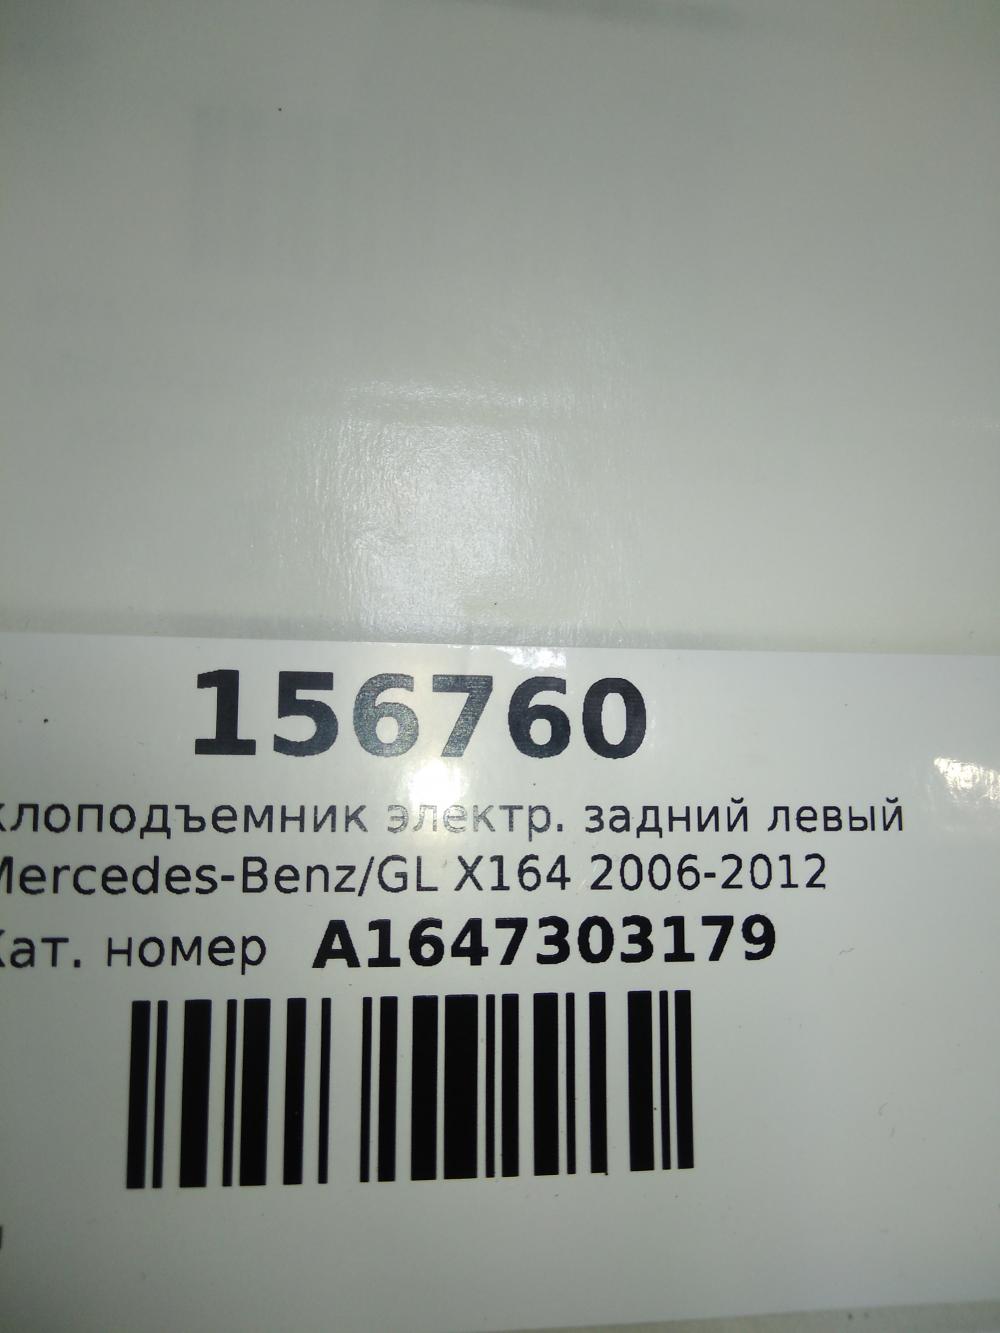 156760
клоподъемник электр. задний левый
Mercedes-Benz/GL X164 2006-2012
Кат. номер A1647303179